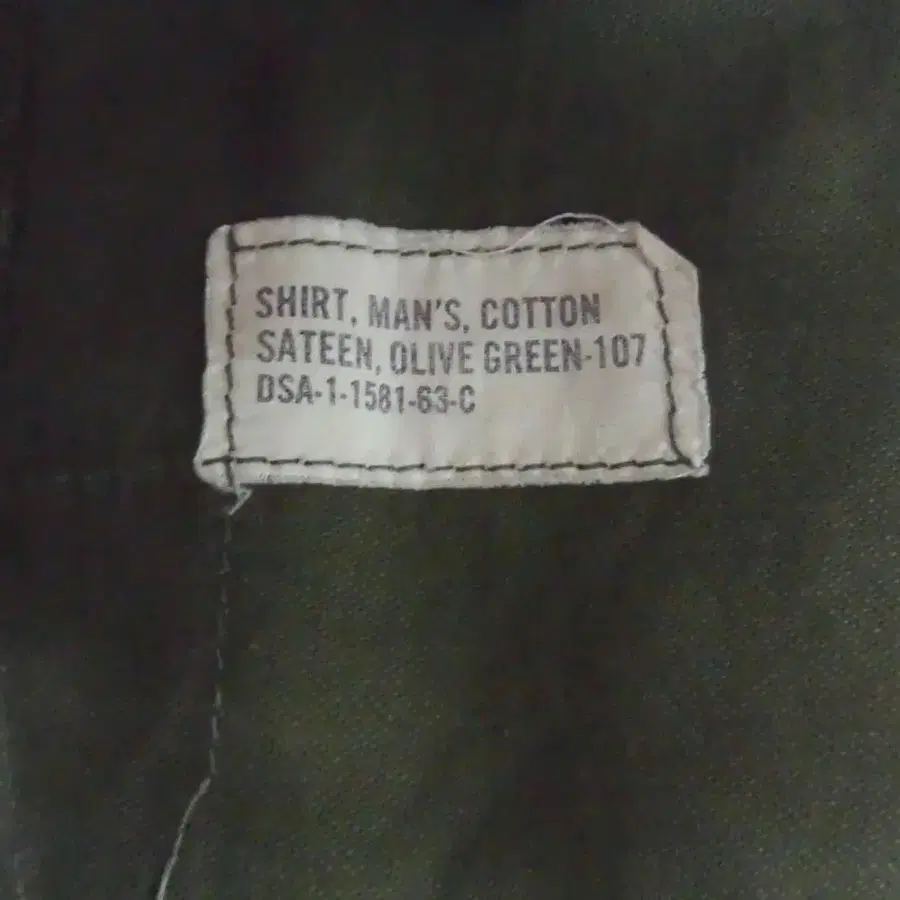 SHIRT, MAN'S, COTTON
SATEEN, OLIVE GREEN-107
DSA-1-1581-63-C